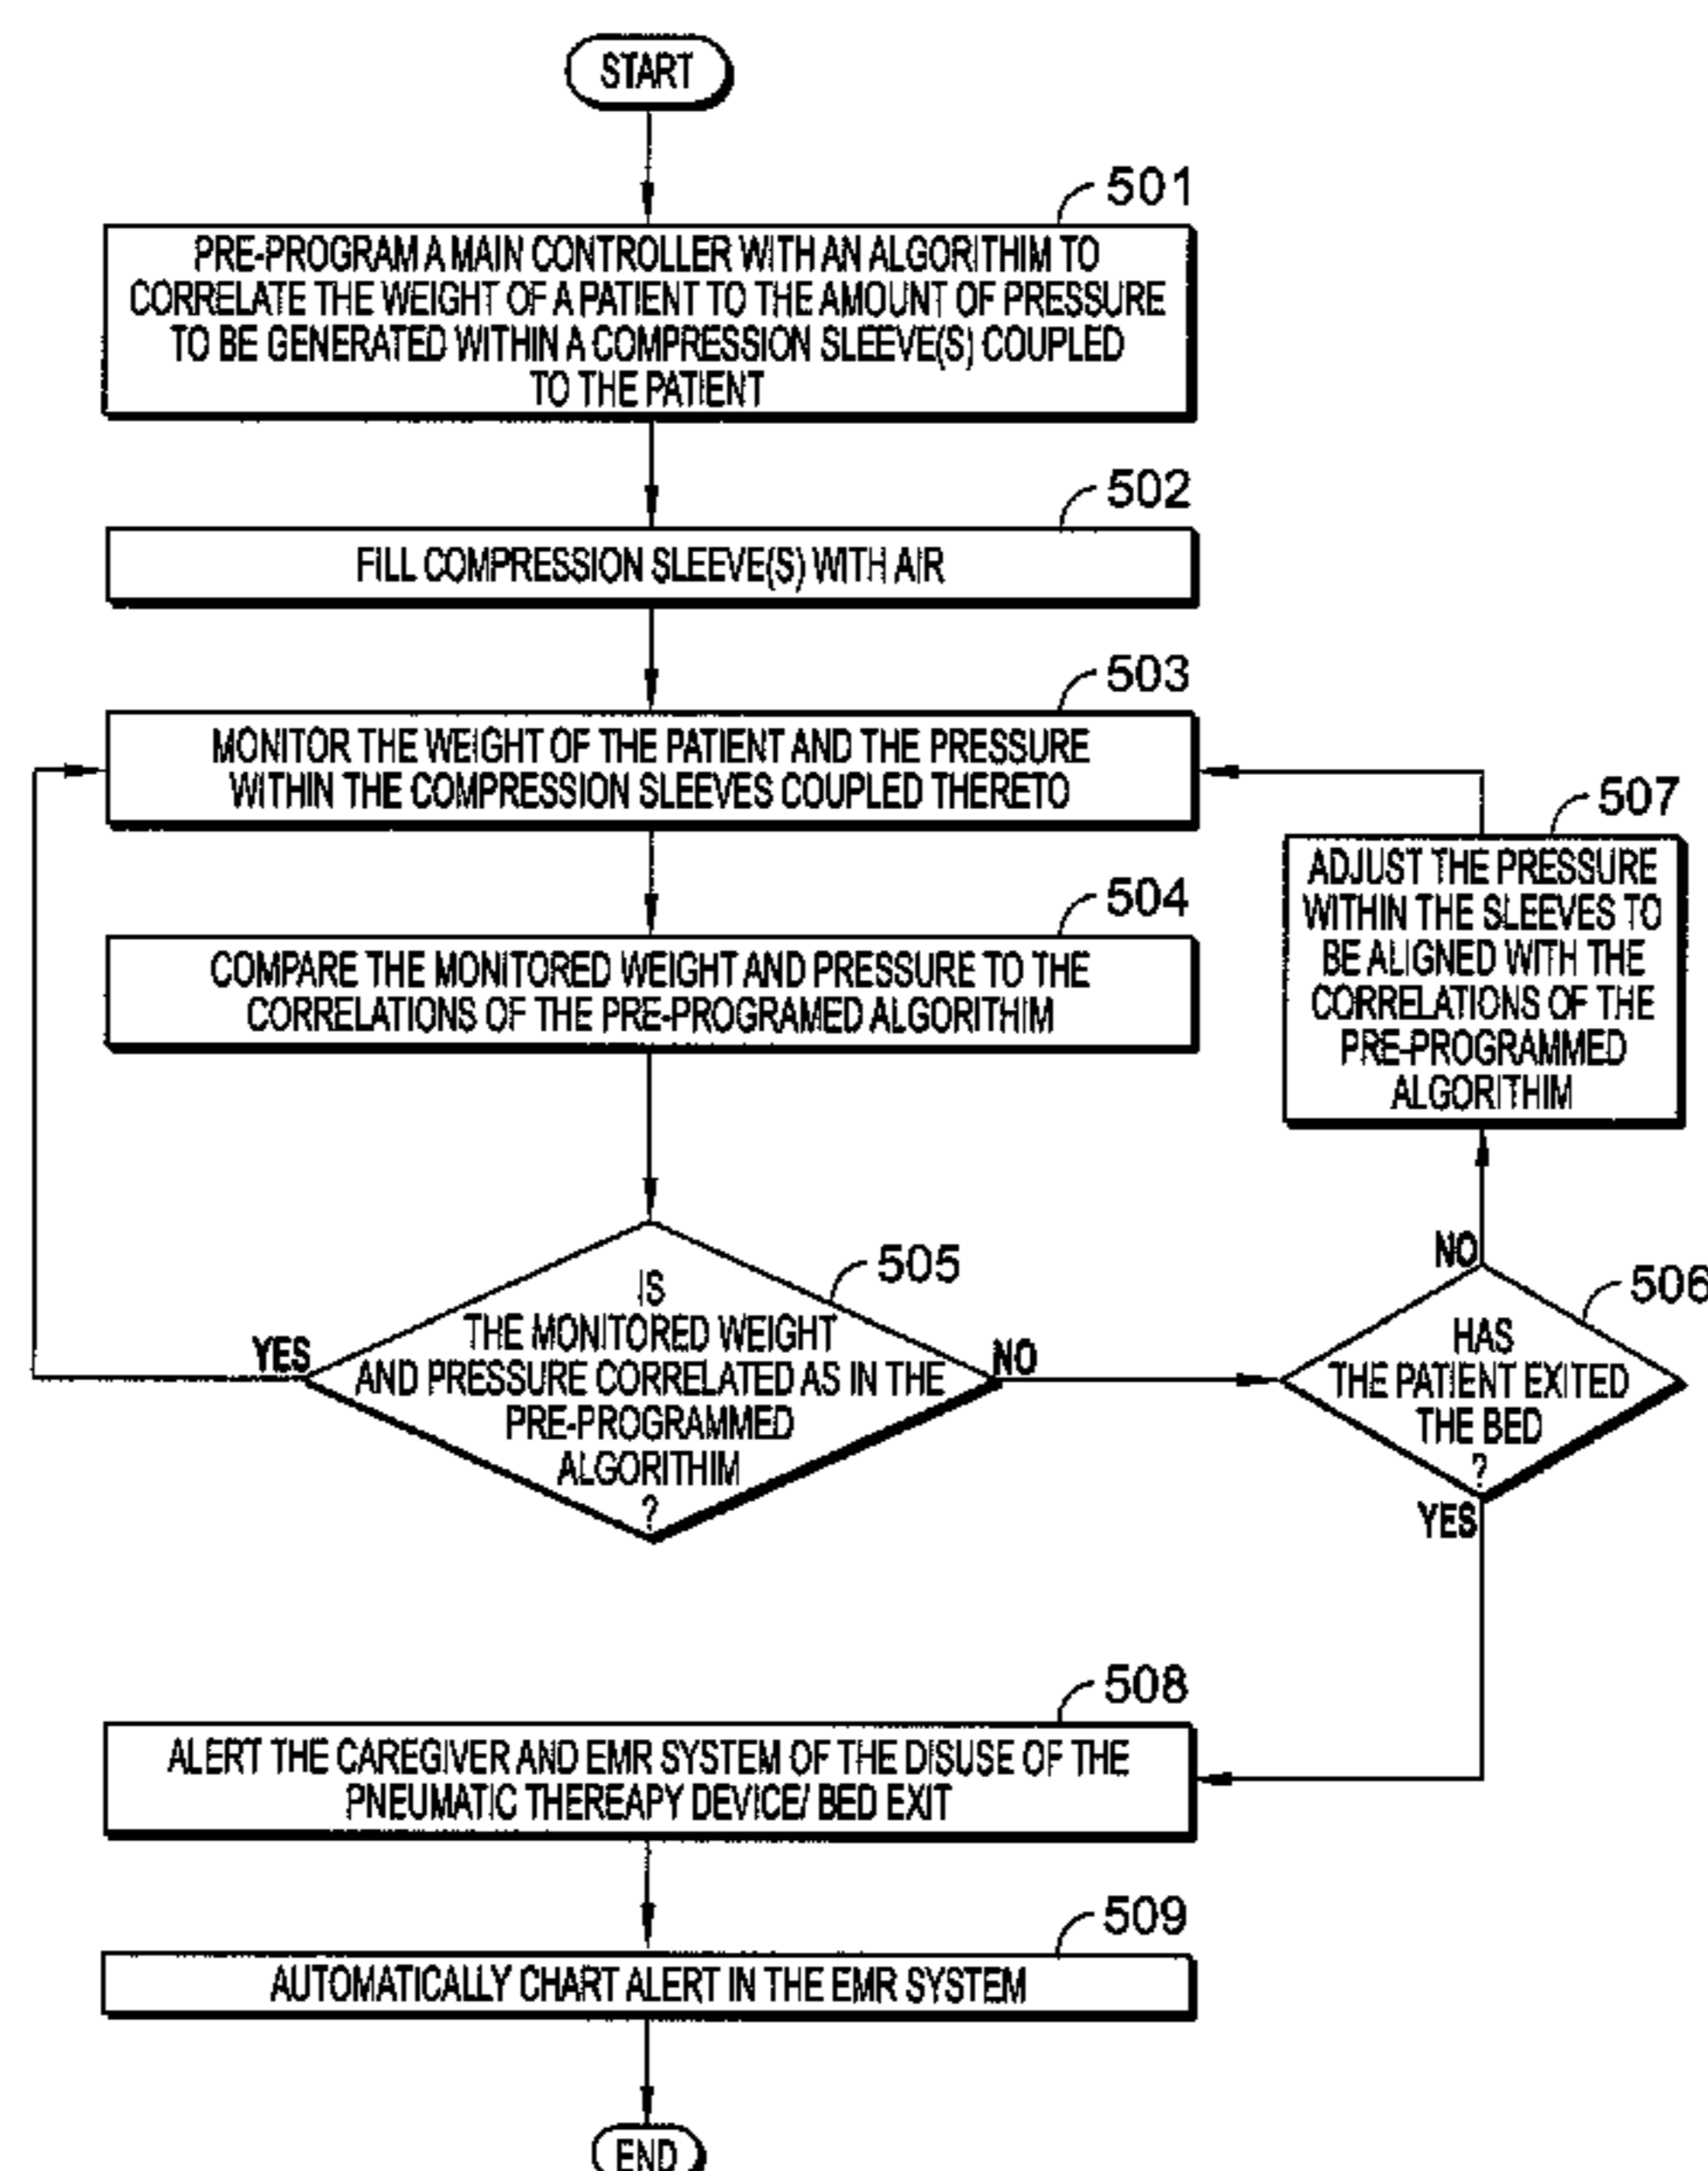 START
501
PRE-PROGRAM A MAIN CONTROLLER WITH AN ALGORITHIM TO
CORRELATE THE WEIGHT OF A PATIENT TO THE AMOUNT OF PRESSURE
TO BE GENERATED WITHIN A COMPRESSION SLEEVE(S) COUPLED
TO THE PATIENT
502
FILL COMPRESSION SLEEVE(S) WITH AIR
503
MONITOR THE WEIGHT OF THE PATIENT AND THE PRESSURE
WITHIN THE COMPRESSION SLEEVES COUPLED THERETO
504
COMPARE THE MONITORED WEIGHT AND PRESSURE TO THE
CORRELATIONS OF THE PRE-PROGRAMED ALGORITHIM
505
IS
THE MONITORED WEIGHT
AND PRESSURE CORRELATED AS IN THE
PRE-PROGRAMMED
ALGORITHIM
?
YES
NO
506
HAS
THE PATIENT EXITED
THE BED
?
NO
YES
507
ADJUST THE PRESSURE
WITHIN THE SLEEVES TO
BE ALIGNED WITH THE
CORRELATIONS OF THE
PRE-PROGRAMMED
ALGORITHIM
508
ALERT THE CAREGIVER AND EMR SYSTEM OF THE DISUSE OF THE
PNEUMATIC THEREAPY DEVICE/ BED EXIT
509
AUTOMATICALLY CHART ALERT IN THE EMR SYSTEM
END